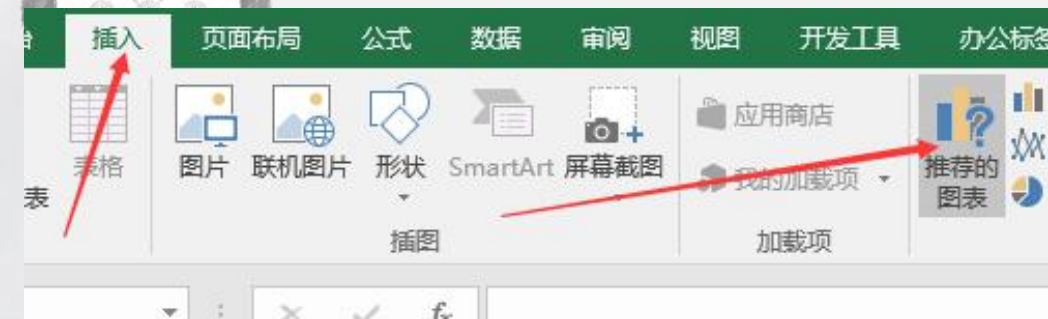 插入 页面布局 公式 数据 审阅 视图 开发工具 办公标签
表格 图片 联机图片 形状 SmartArt 屏幕截图 应用商店
我的加载项
推荐的
图表
表
插图 加载项
fx